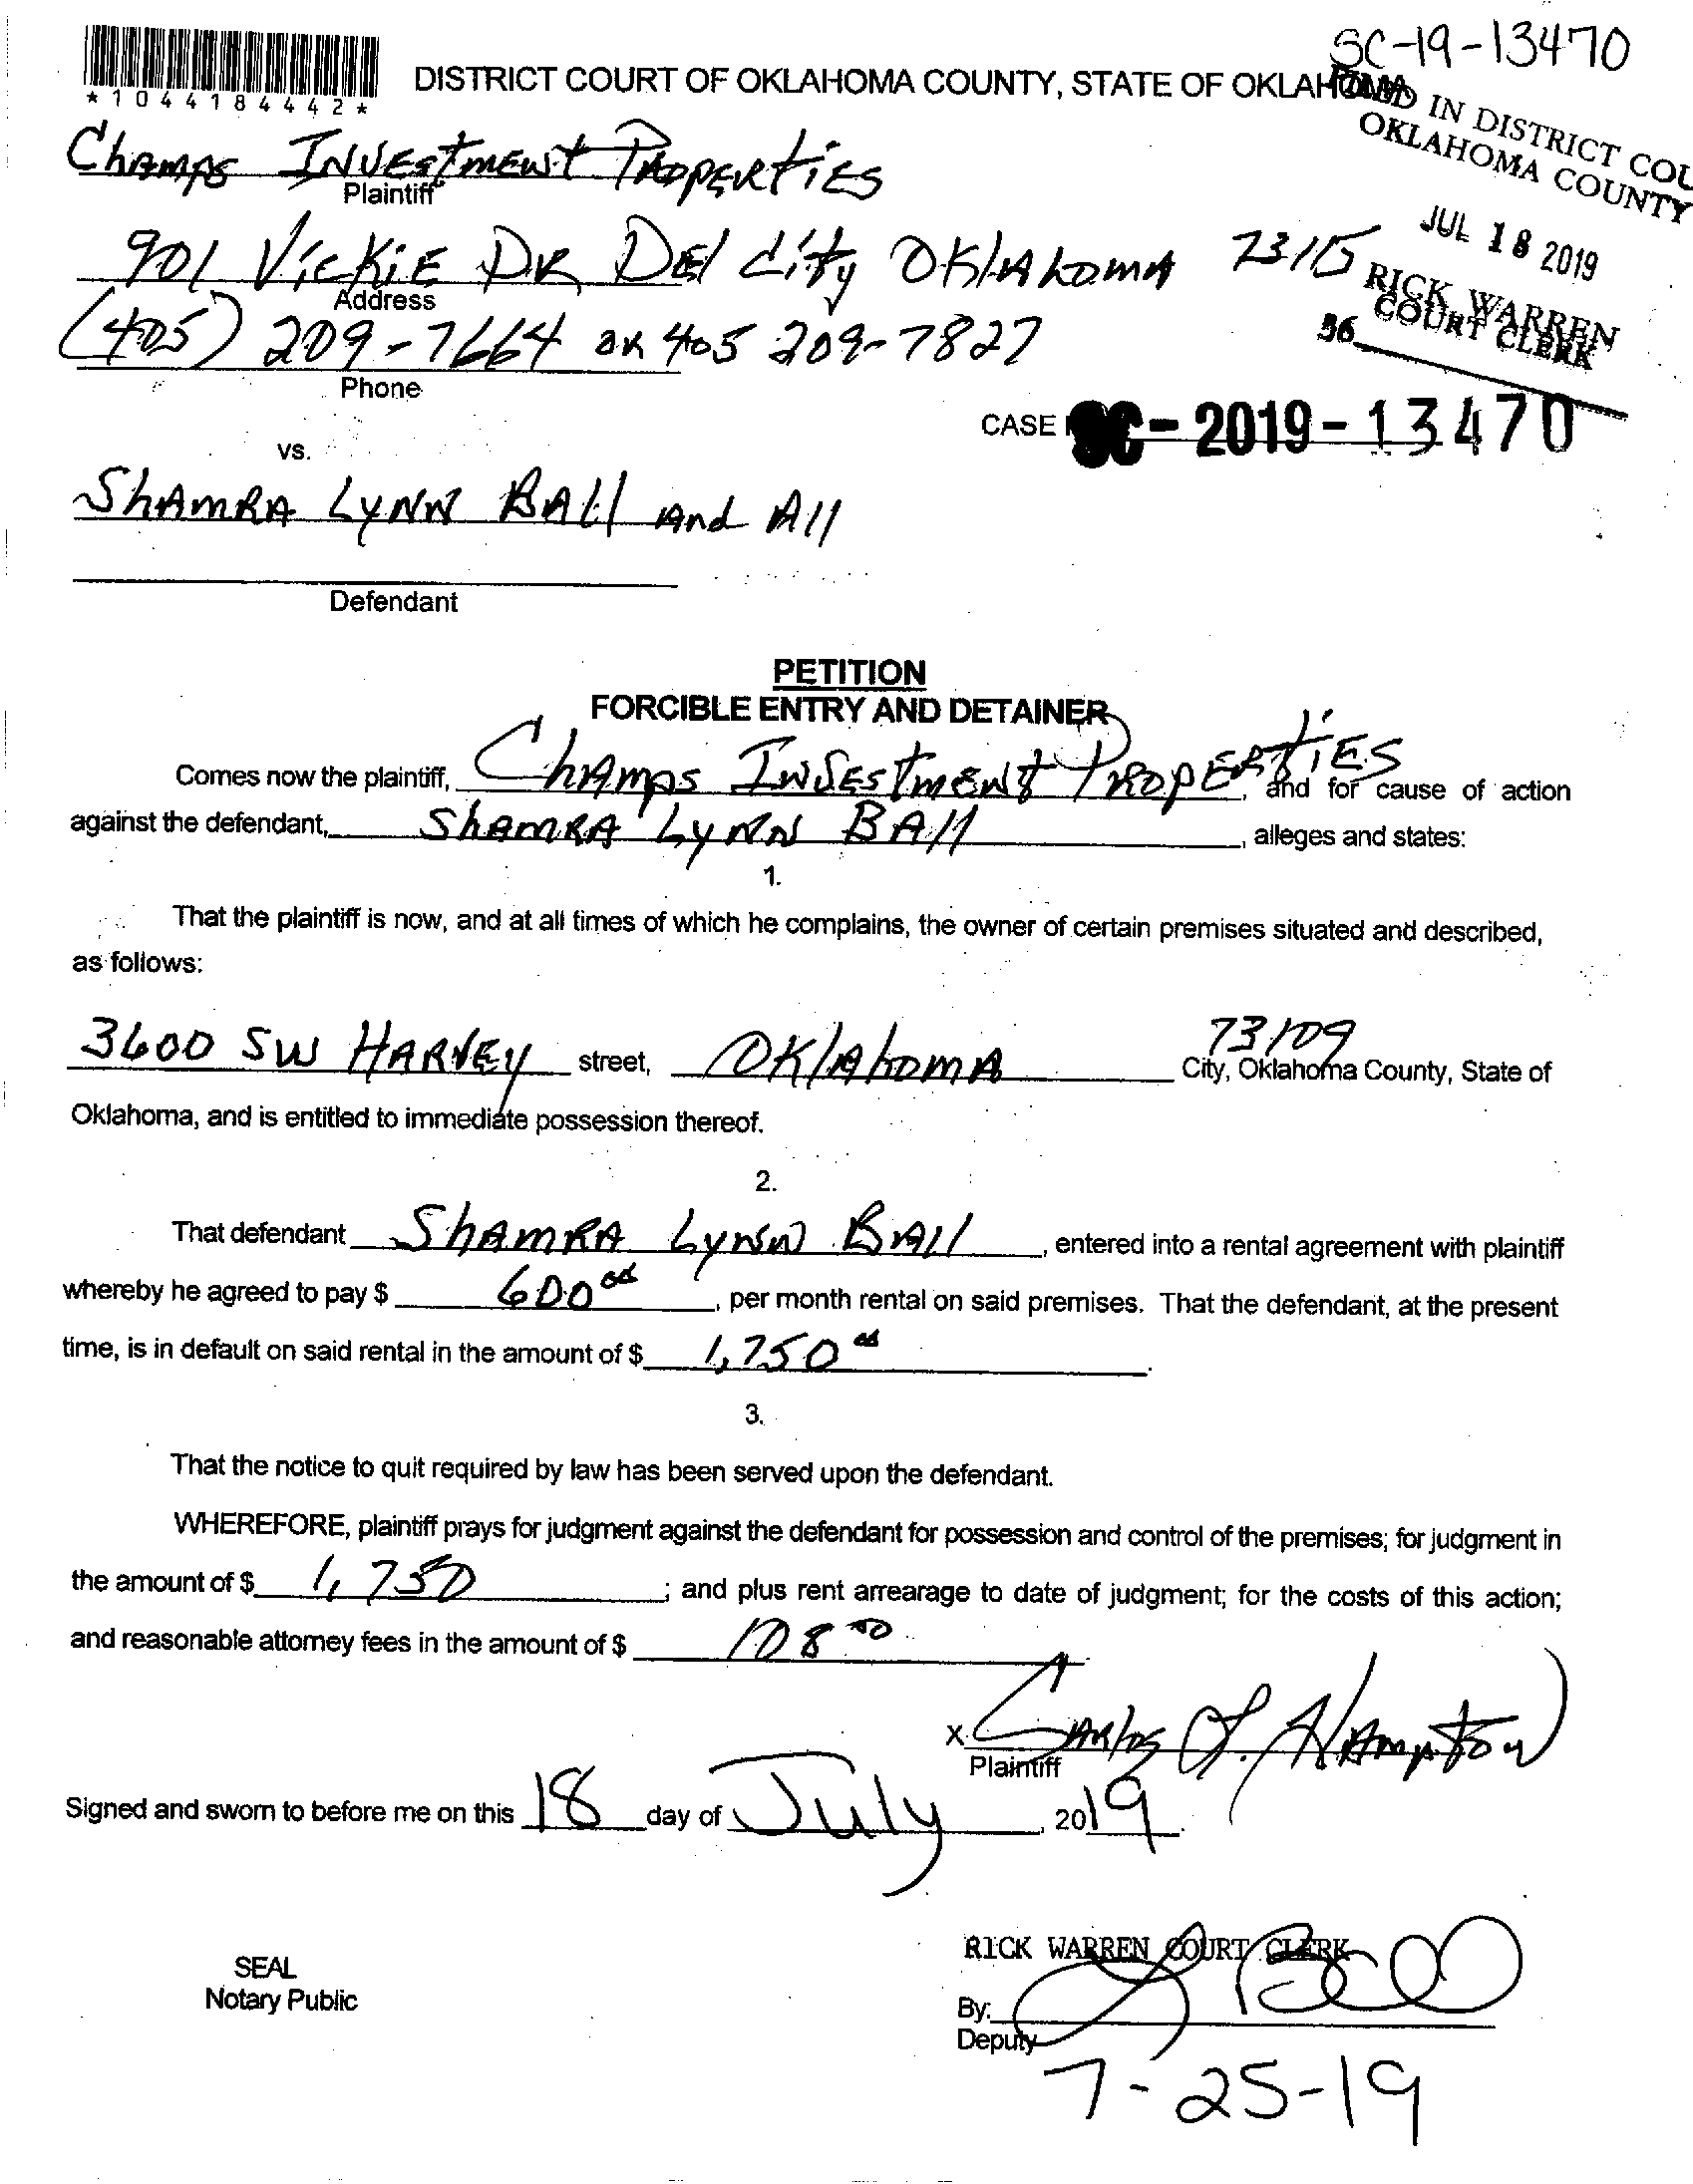 SC-19-13470
*1044184442*
DISTRICT COURT OF OKLAHOMA COUNTY, STATE OF OKLAHOMA
FILED IN DISTRICT COU
OKLAHOMA COUNTY
JUL 18 2019
RICK WARREN
COURT CLERK
36
Champs Investment Properties
Plaintiff
901 Vickie Dr Del City Oklahoma 73115
Address
(405) 209-7664 or 405 209-7827
Phone
CASE SC-2019-13470
vs.
Shamra Lynn Ball and All
Defendant
PETITION
FORCIBLE ENTRY AND DETAINER
Comes now the plaintiff, Champs Investment Properties, and for cause of action
against the defendant, Shamra Lynn Ball, alleges and states:
1.
That the plaintiff is now, and at all times of which he complains, the owner of certain premises situated and described,
as follows:
3600 SW Harvey street, Oklahoma 73109 City, Oklahoma County, State of
Oklahoma, and is entitled to immediate possession thereof.
2.
That defendant Shamra Lynn Ball, entered into a rental agreement with plaintiff
whereby he agreed to pay $ 600 00, per month rental on said premises. That the defendant, at the present
time, is in default on said rental in the amount of $ 1,750 00.
3.
That the notice to quit required by law has been served upon the defendant.
WHEREFORE, plaintiff prays for judgment against the defendant for possession and control of the premises; for judgment in
the amount of $ 1,750; and plus rent arrearage to date of judgment; for the costs of this action;
and reasonable attorney fees in the amount of $ 108 00
x Carlos L. Hampton
Plaintiff
Signed and sworn to before me on this 18 day of July, 2019.
SEAL
Notary Public
RICK WARREN COURT CLERK
By:
Deputy
7-25-19